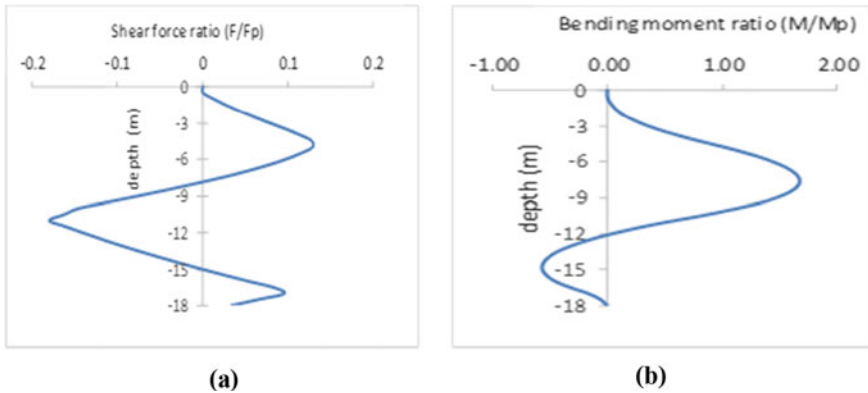 Shear force ratio (F/Fp)
-0.2 -0.1 0 0.1 0.2
0
-3
-6
-9
-12
-15
-18
depth (m)
(a)
Bending moment ratio (M/Mp)
-1.00 0.00 1.00 2.00
0
-3
-6
-9
-12
-15
-18
depth (m)
(b)